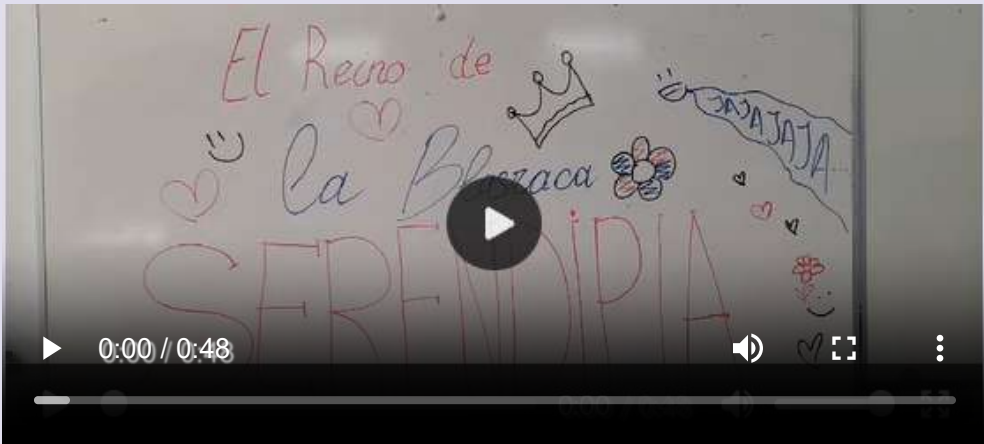 El Reino de
JAJAJAJA...
la
SERENDIPIA
0:00 / 0:48